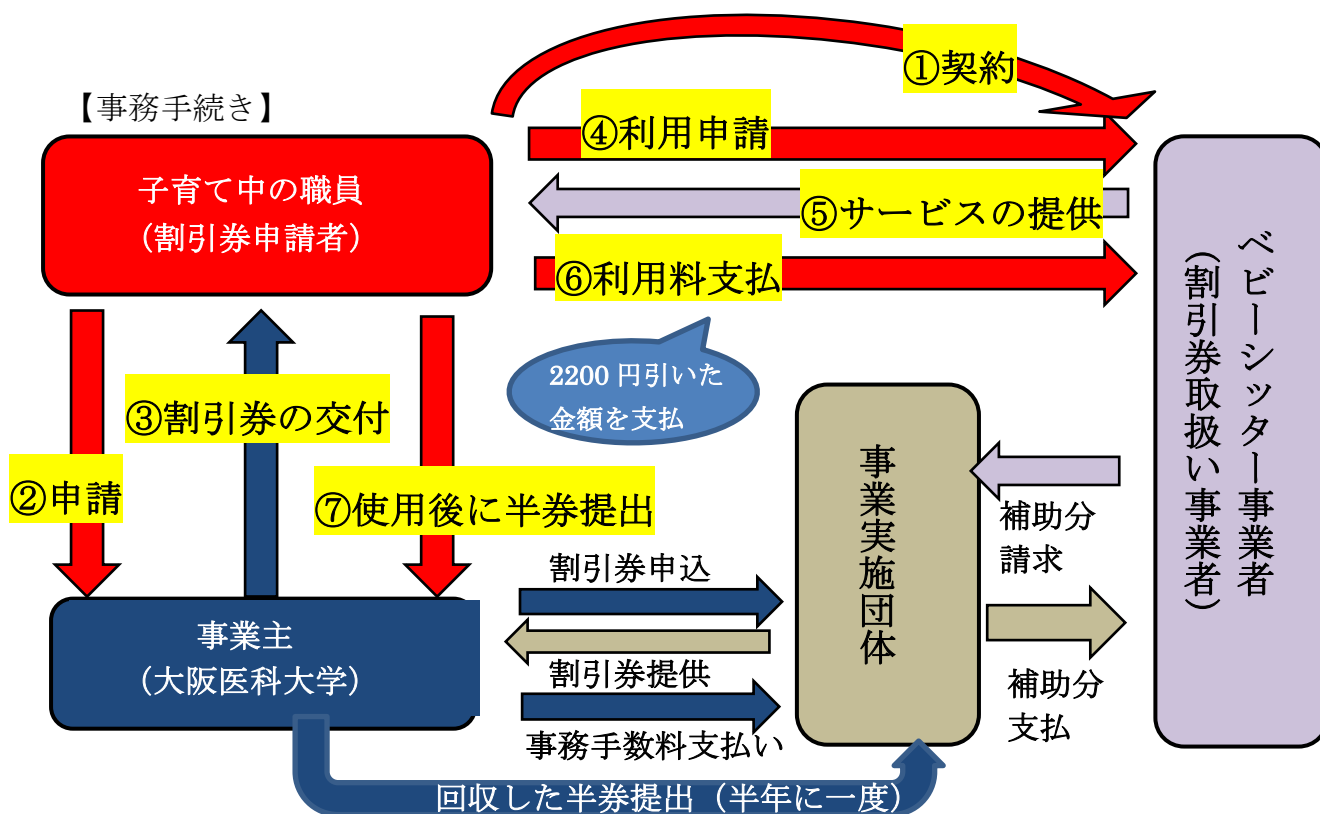 ①契約
【事務手続き】
④利用申請
子育て中の職員
（割引券申請者）
⑤サービスの提供
⑥利用料支払
ベビーシッター事業者
（割引券取扱い事業者）
2200 円引いた
金額を支払
③割引券の交付
②申請
⑦使用後に半券提出
事業実施団体
補助分
請求
割引券申込
事業主
（大阪医科大学）
割引券提供
補助分
支払
事務手数料支払い
回収した半券提出（半年に一度）